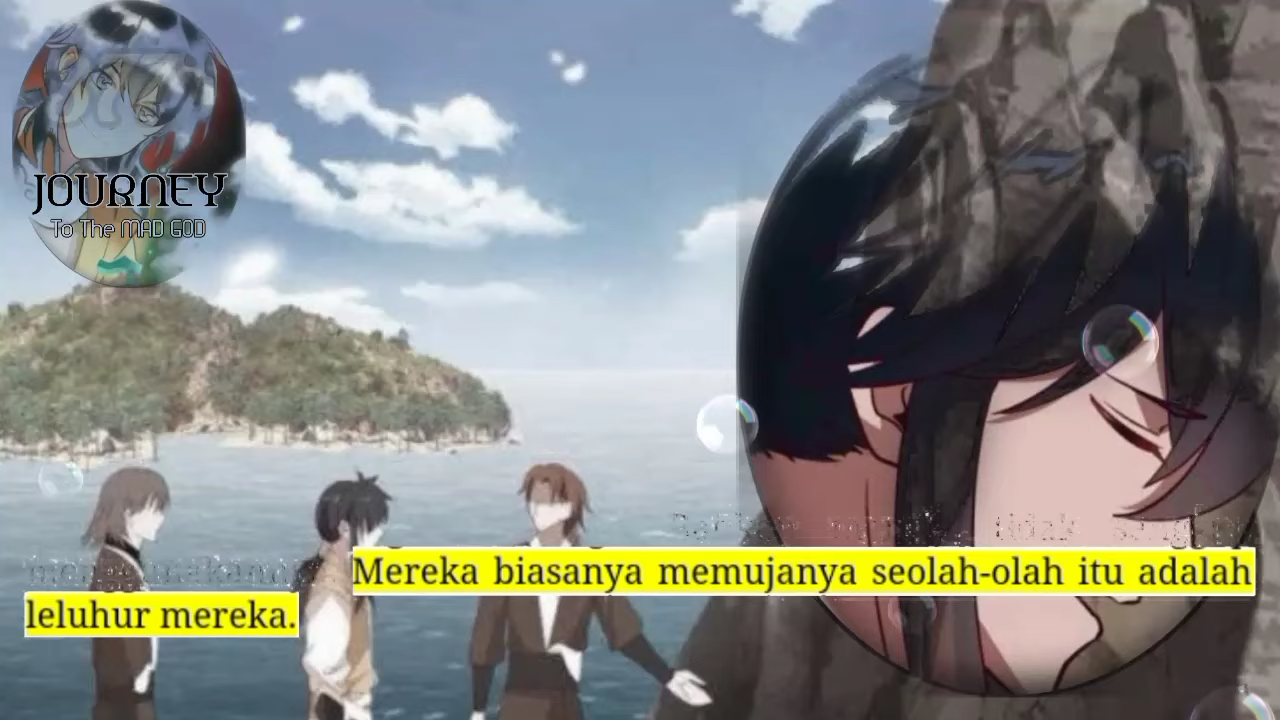 JOURNEY
To The MAD GOD
Mereka biasanya memujanya seolah-olah itu adalah
leluhur mereka.